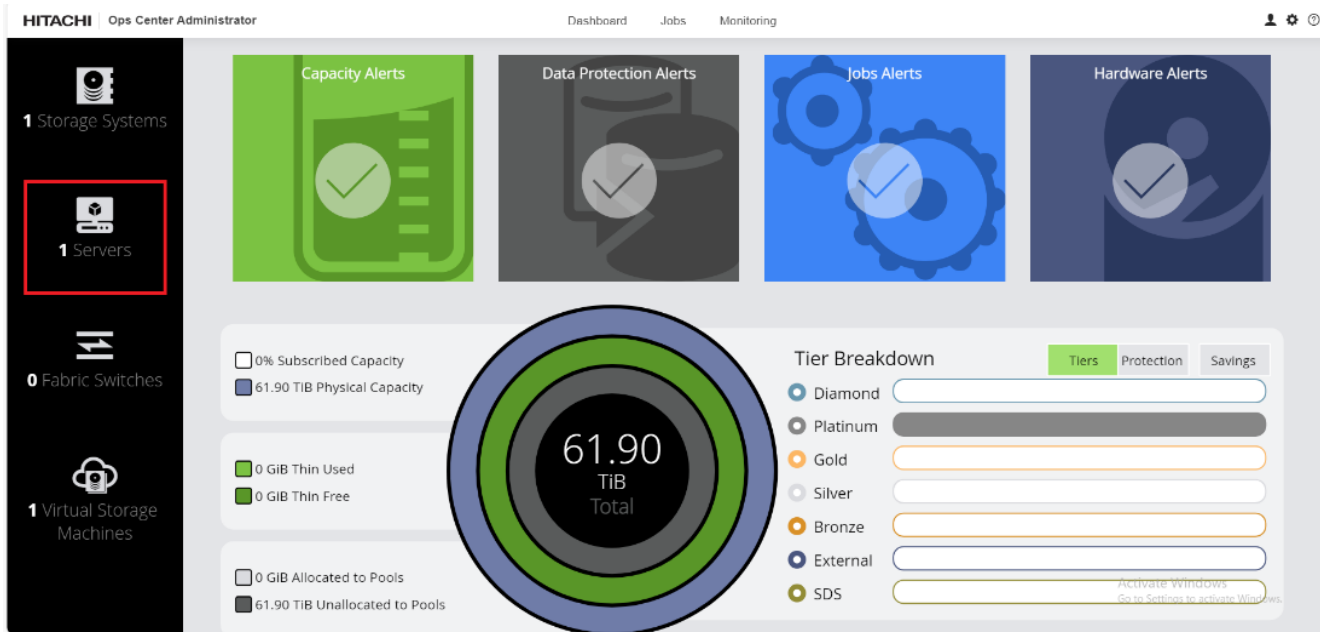 HITACHI Ops Center Administrator
Dashboard Jobs Monitoring
1 Storage Systems
1 Servers
0 Fabric Switches
1 Virtual Storage
Machines
Capacity Alerts
Data Protection Alerts
Jobs Alerts
Hardware Alerts
0% Subscribed Capacity
61.90 TiB Physical Capacity
0 GiB Thin Used
0 GiB Thin Free
0 GiB Allocated to Pools
61.90 TiB Unallocated to Pools
61.90
TiB
Total
Tier Breakdown
Tiers Protection Savings
Diamond
Platinum
Gold
Silver
Bronze
External
SDS
Activate Windows
Go to Settings to activate Windows.